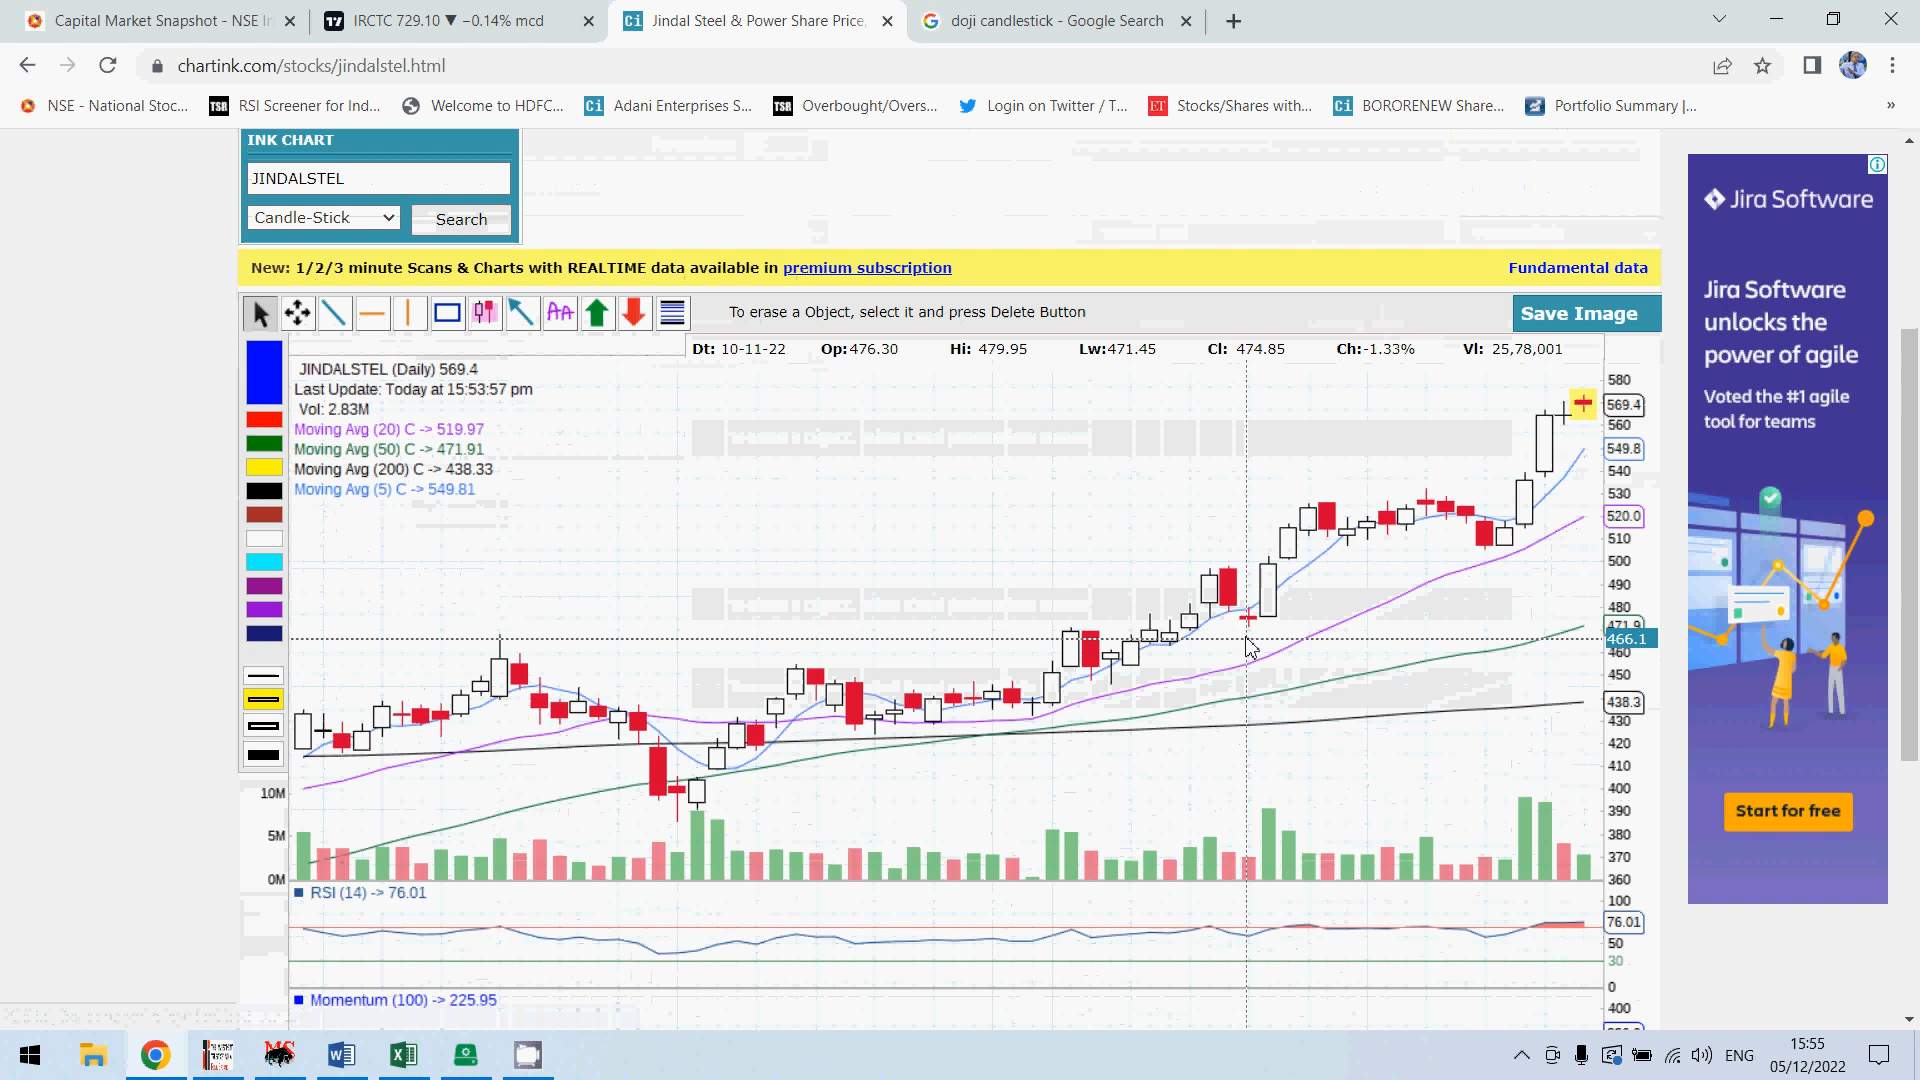 Capital Market Snapshot - NSE In
IRCTC 729.10 ▼ −0.14% mcd
Jindal Steel & Power Share Price,
doji candlestick - Google Search
chartink.com/stocks/jindalstel.html
NSE - National Stoc...
RSI Screener for Ind...
Welcome to HDFC...
Adani Enterprises S...
Overbought/Overs...
Login on Twitter / T...
Stocks/Shares with...
BORORENEW Share...
Portfolio Summary |...
INK CHART
JINDALSTEL
Candle-Stick
Search
New: 1/2/3 minute Scans & Charts with REALTIME data available in premium subscription
Fundamental data
To erase a Object, select it and press Delete Button
Save Image
Dt: 10-11-22 Op:476.30 Hi: 479.95 Lw:471.45 Cl: 474.85 Ch:-1.33% Vl: 25,78,001
JINDALSTEL (Daily) 569.4
Last Update: Today at 15:53:57 pm
Vol: 2.83M
Moving Avg (20) C -> 519.97
Moving Avg (50) C -> 471.91
Moving Avg (200) C -> 438.33
Moving Avg (5) C -> 549.81
580
569.4
560
549.8
540
530
520.0
510
500
490
480
471.9
466.1
460
450
438.3
430
420
410
400
390
380
370
360
10M
5M
0M
RSI (14) -> 76.01
100
76.01
50
30
0
Momentum (100) -> 225.95
400
Jira Software
Jira Software
unlocks the
power of agile
Voted the #1 agile
tool for teams
Start for free
ENG
15:55
05/12/2022